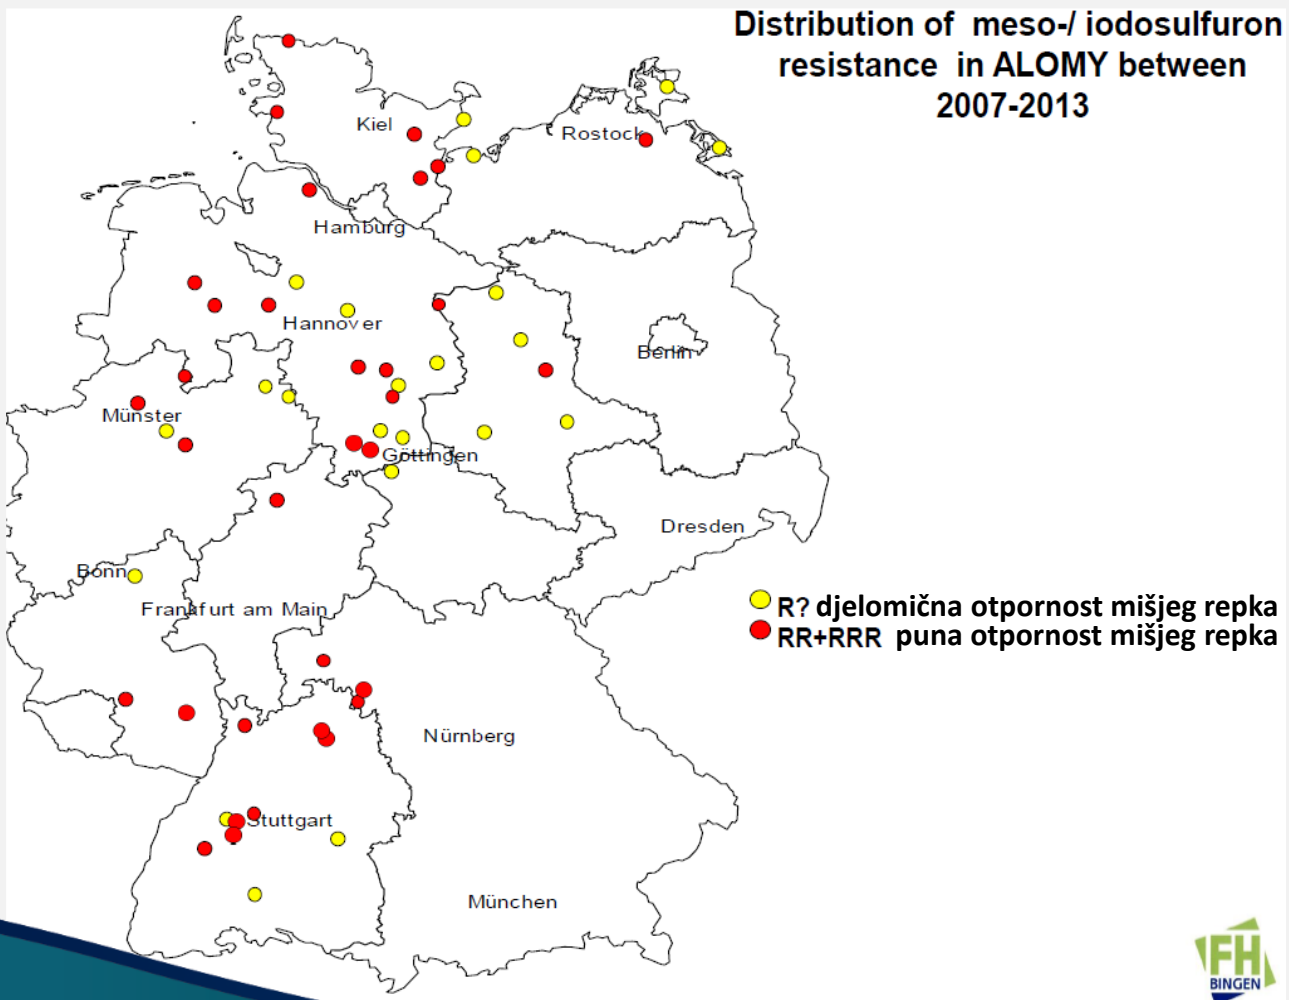 Distribution of meso-/ iodosulfuron
resistance in ALOMY between
2007-2013
Kiel
Rostock
Hamburg
Hannover
Berlin
Münster
Göttingen
Dresden
Bonn
Frankfurt am Main
R? djelomična otpornost mišjeg repka
RR+RRR puna otpornost mišjeg repka
Nürnberg
Stuttgart
München
FH
BINGEN